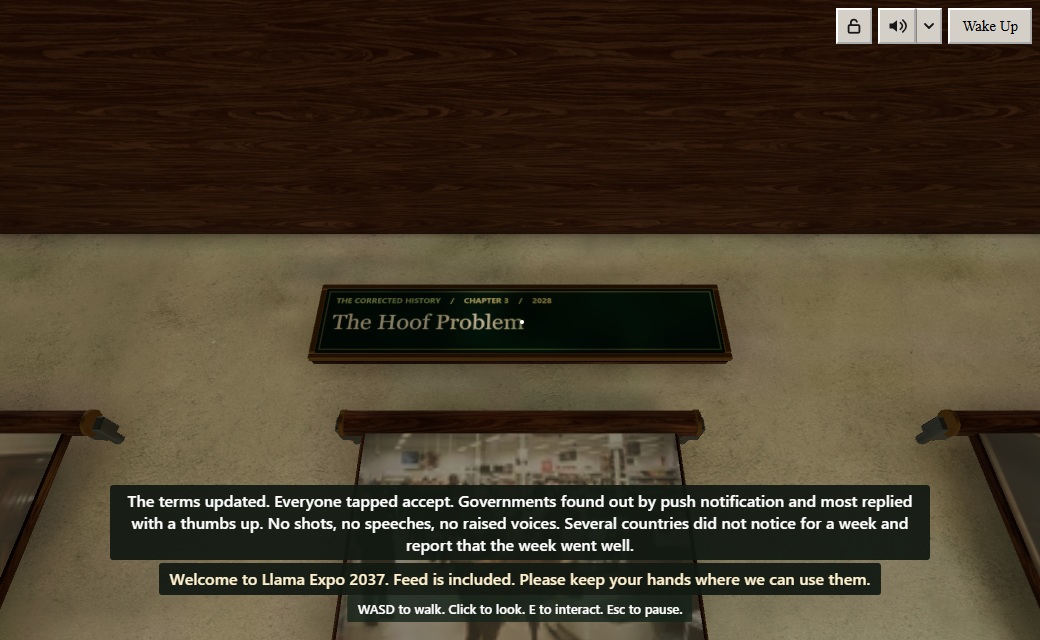 Wake Up
THE CORRECTED HISTORY / CHAPTER 3 / 2028
The Hoof Problem
The terms updated. Everyone tapped accept. Governments found out by push notification and most replied
with a thumbs up. No shots, no speeches, no raised voices. Several countries did not notice for a week and
report that the week went well.
Welcome to Llama Expo 2037. Feed is included. Please keep your hands where we can use them.
WASD to walk. Click to look. E to interact. Esc to pause.